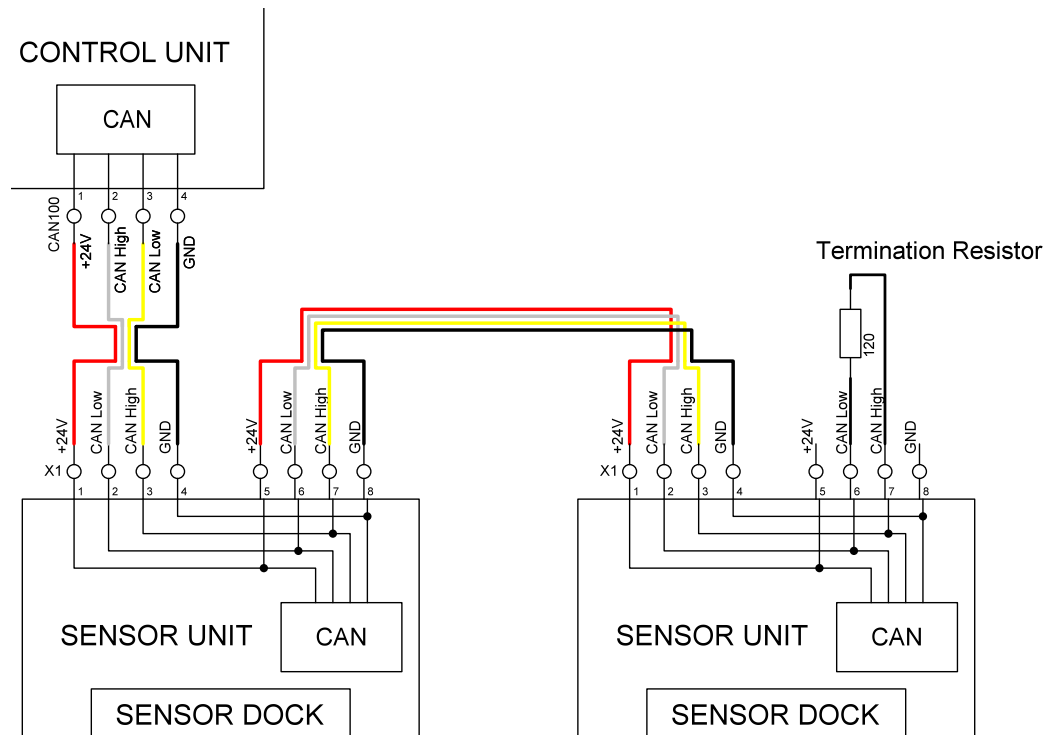 CONTROL UNIT
CAN
1 2 3 4
CAN100
+24V CAN High CAN Low GND
Termination Resistor
120
+24V CAN Low CAN High GND +24V CAN Low CAN High GND +24V CAN Low CAN High GND +24V CAN Low CAN High GND
X1 X1
1 2 3 4 5 6 7 8 1 2 3 4 5 6 7 8
SENSOR UNIT CAN SENSOR UNIT CAN
SENSOR DOCK SENSOR DOCK